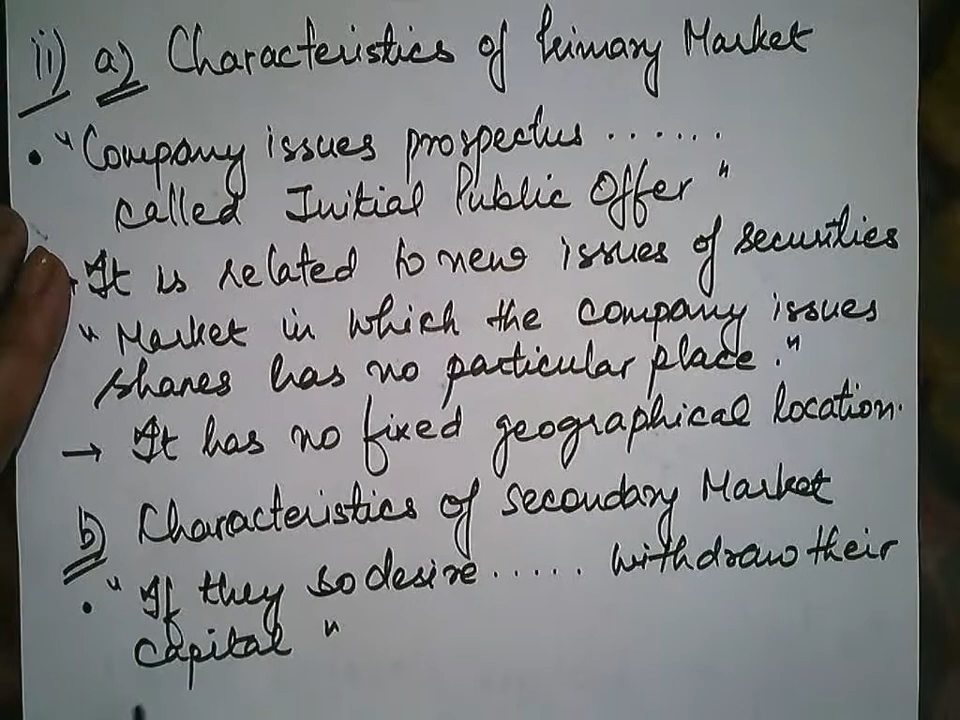 ii) a) Characteristics of Primary Market
• "Company issues prospectus .......
called Initial Public Offer"
→ It is related to new issues of securities
"Market in which the company issues
shares has no particular place."
→ It has no fixed geographical location.
b) Characteristics of Secondary Market
• "If they so desire ..... withdraw their
capital"